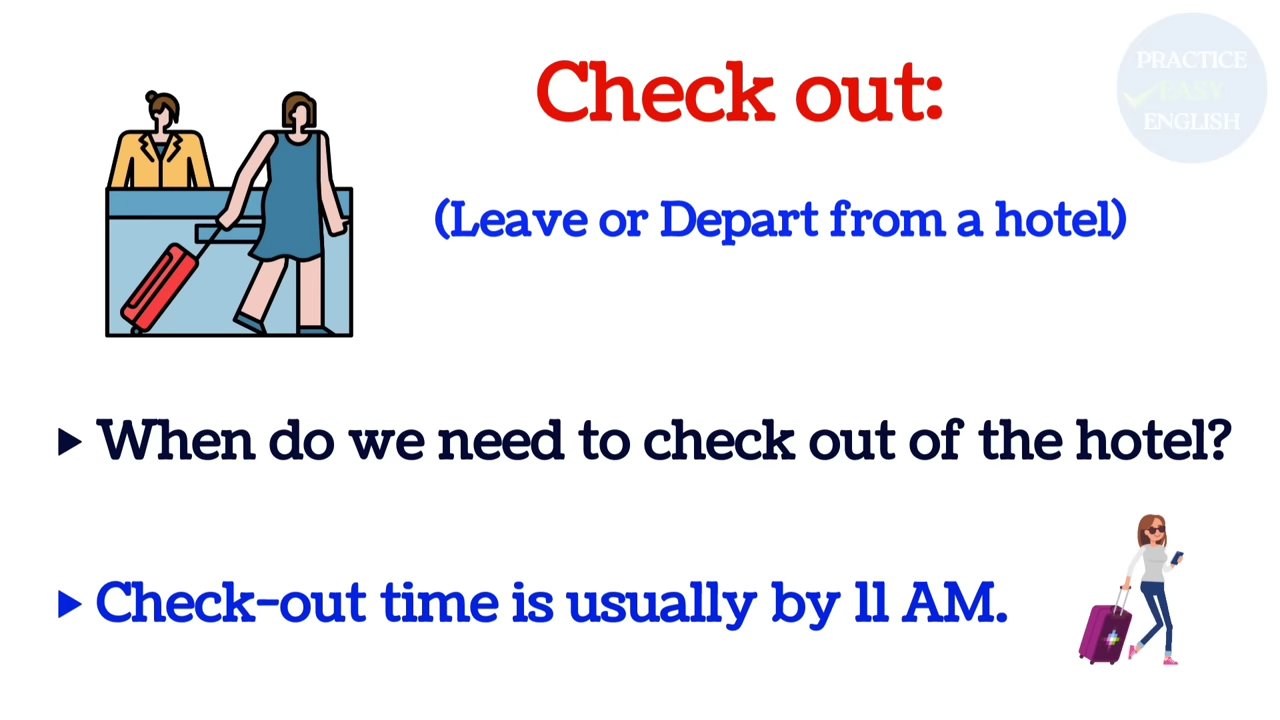 PRACTICE
EASY
ENGLISH
Check out:
(Leave or Depart from a hotel)
When do we need to check out of the hotel?
Check-out time is usually by 11 AM.